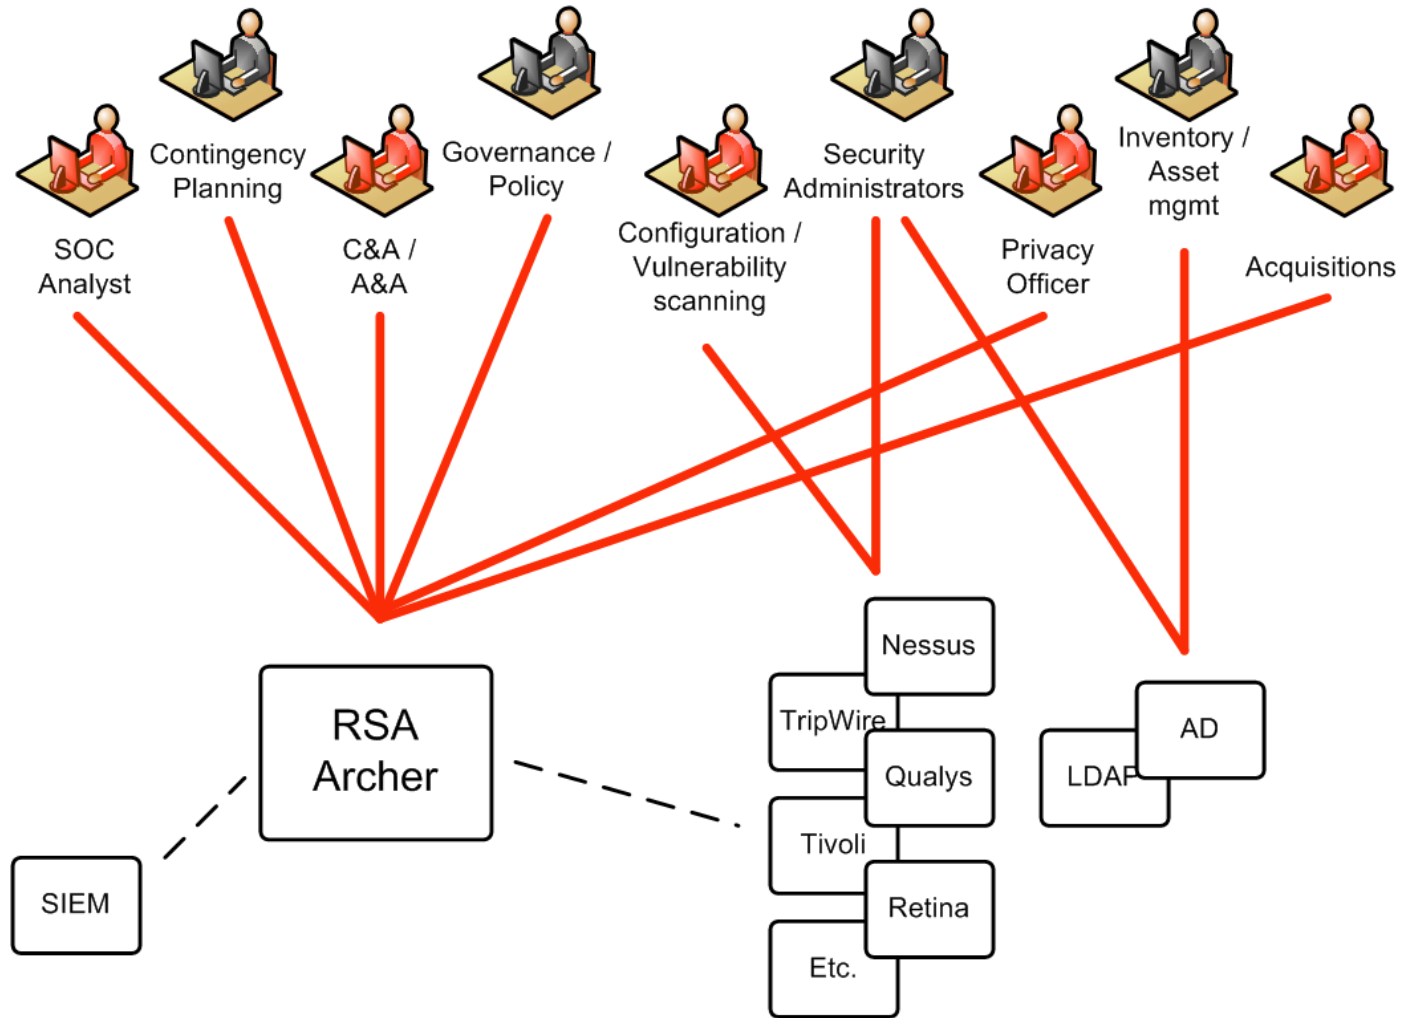 Contingency
Planning
Governance /
Policy
Security
Administrators
Inventory /
Asset
mgmt
SOC
Analyst
C&A /
A&A
Configuration /
Vulnerability
scanning
Privacy
Officer
Acquisitions
RSA
Archer
SIEM
Nessus
TripWire
Qualys
Tivoli
Retina
Etc.
AD
LDAP